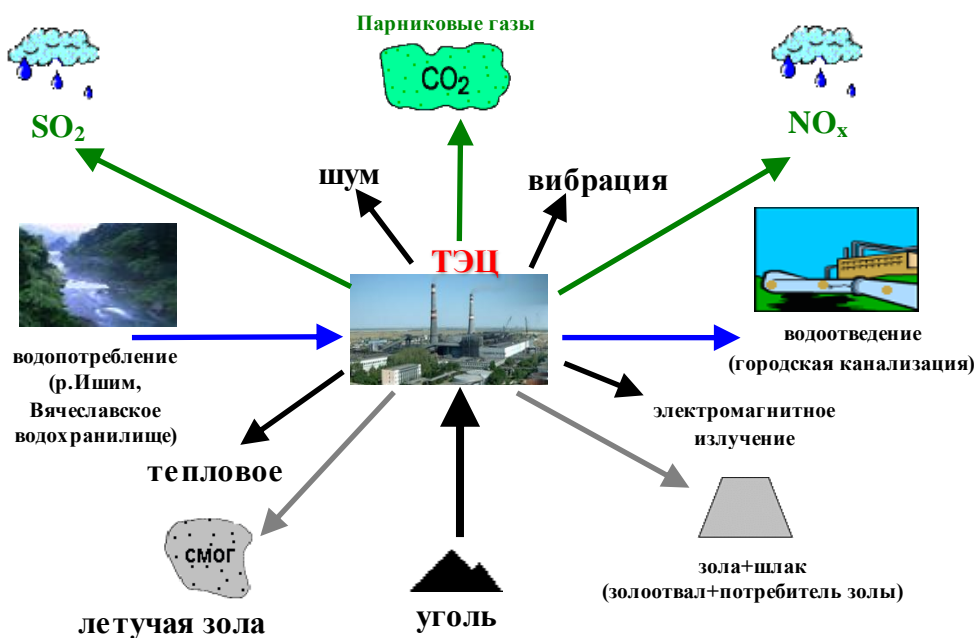 Парниковые газы
CO₂
SO₂
NOₓ
шум
вибрация
ТЭЦ
водопотребление
(р.Ишим,
Вячеславское
водохранилище)
водоотведение
(городская канализация)
тепловое
электромагнитное
излучение
смог
летучая зола
уголь
зола+шлак
(золоотвал+потребитель золы)